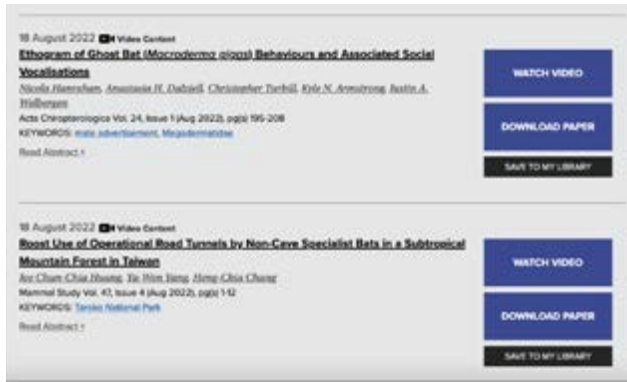 18 August 2022 Video Content
Ethogram of Ghost Bat (Macroderma gigas) Behaviours and Associated Social
Vocalisations
Nicola Hanrahan, Anastasia H. Dalziell, Christopher Turbill, Kyle N. Armstrong, Justin A.
Welbergen
Acta Chiropterologica Vol. 24, Issue 1 (Aug 2022), pg(s) 195-208
KEYWORDS: mate advertisement, Megadermatidae
Read Abstract +
WATCH VIDEO
DOWNLOAD PAPER
SAVE TO MY LIBRARY
18 August 2022 Video Content
Roost Use of Operational Road Tunnels by Non-Cave Specialist Bats in a Subtropical
Mountain Forest in Taiwan
Joe Chun-Chia Huang, Heng-Chia Chang
Mammal Study Vol. 47, Issue 4 (Aug 2022), pg(s) 1-12
KEYWORDS: Taroko National Park
Read Abstract +
WATCH VIDEO
DOWNLOAD PAPER
SAVE TO MY LIBRARY